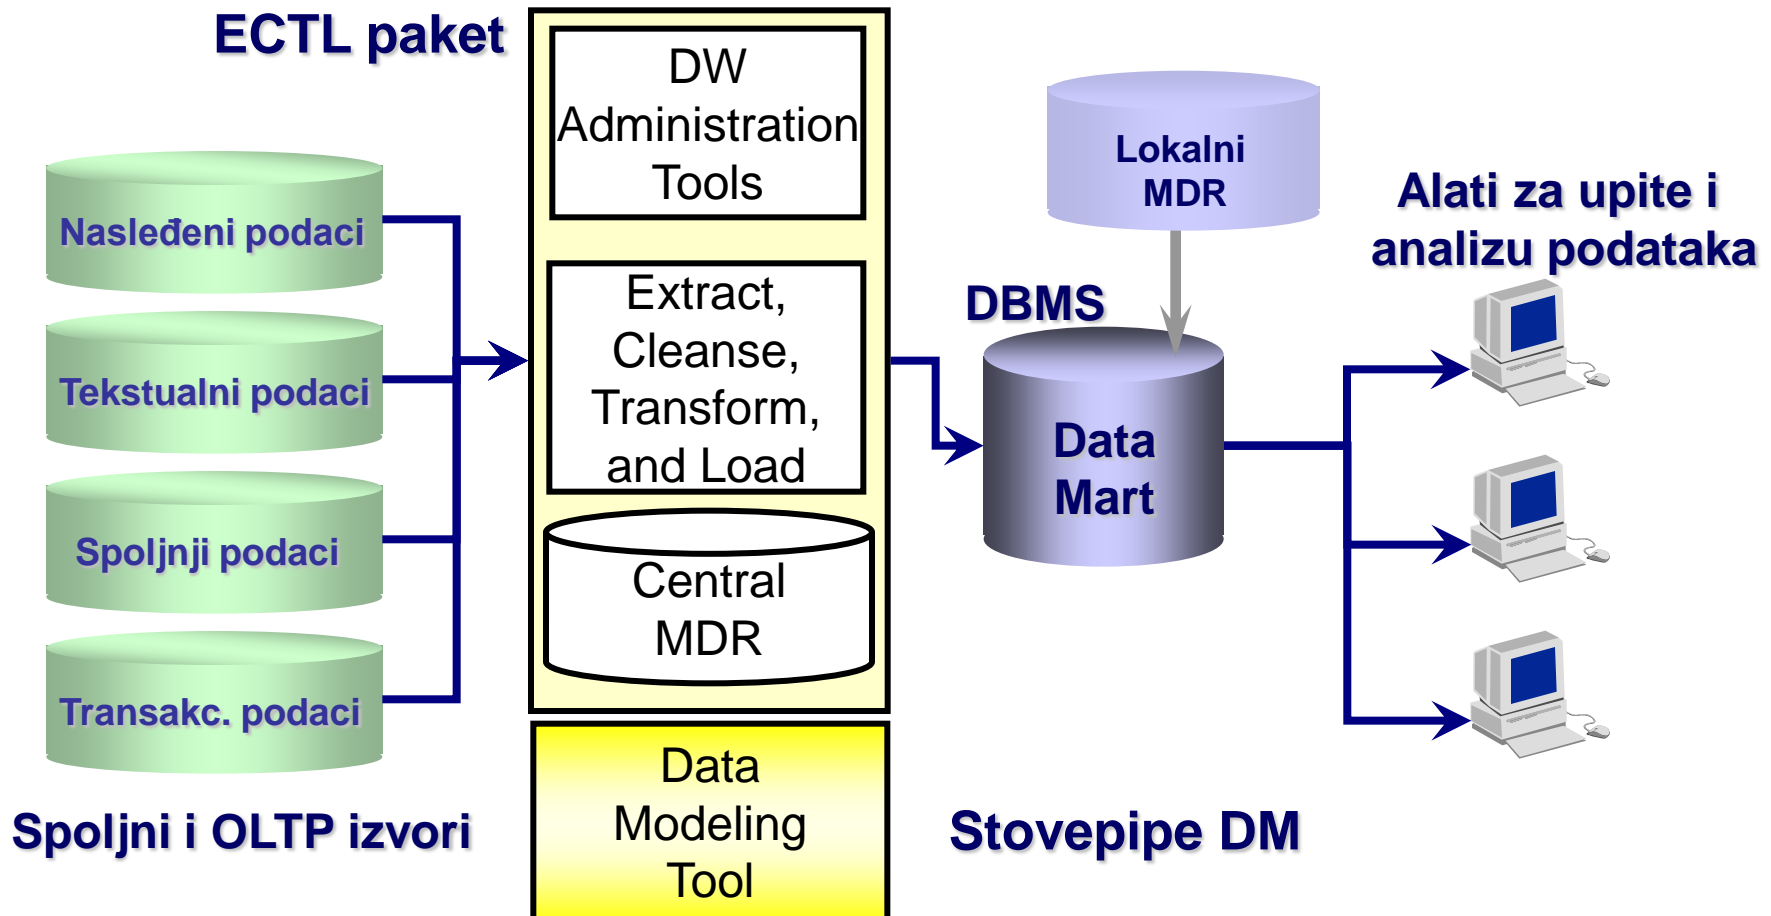 ECTL paket
DW
Administration
Tools
Nasleđeni podaci
Tekstualni podaci
Spoljnji podaci
Transakc. podaci
Spoljni i OLTP izvori
Extract,
Cleanse,
Transform,
and Load
Central
MDR
Data
Modeling
Tool
Lokalni
MDR
DBMS
Data
Mart
Stovepipe DM
Alati za upite i
analizu podataka